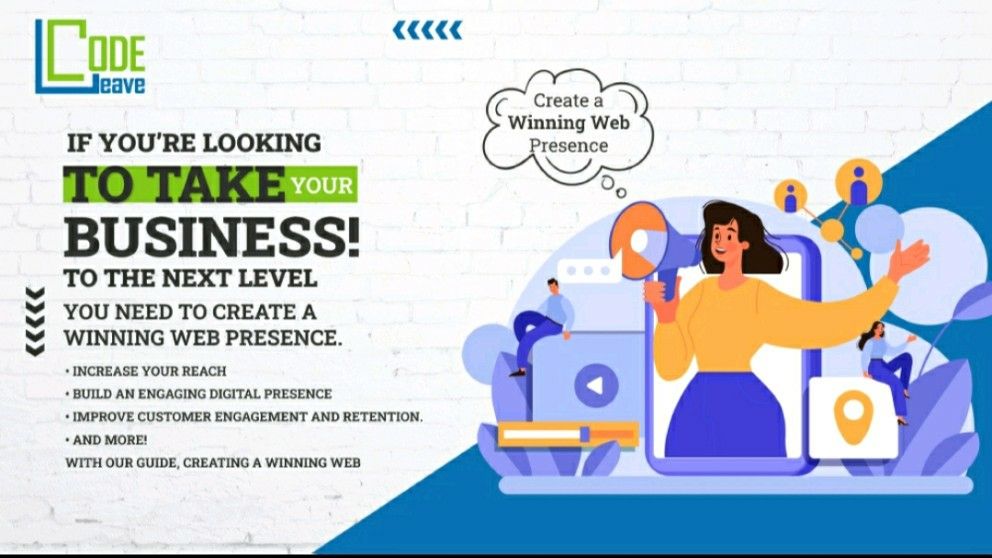 CODE
Leave
Create a
Winning Web
Presence
IF YOU'RE LOOKING
TO TAKE YOUR
BUSINESS!
TO THE NEXT LEVEL
YOU NEED TO CREATE A
WINNING WEB PRESENCE.
• INCREASE YOUR REACH
• BUILD AN ENGAGING DIGITAL PRESENCE
• IMPROVE CUSTOMER ENGAGEMENT AND RETENTION.
• AND MORE!
WITH OUR GUIDE, CREATING A WINNING WEB